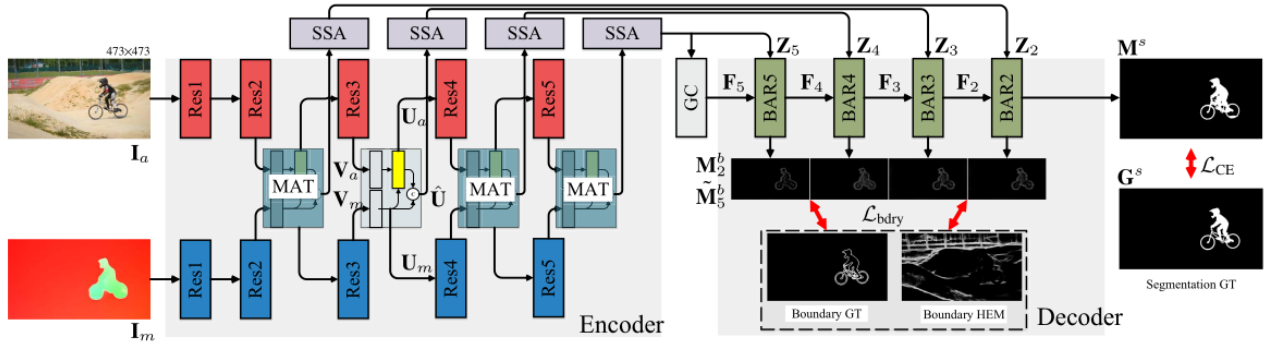 SSA SSA SSA SSA
473×473
Z₅ Z₄ Z₃ Z₂
Mˢ
Res1 Res2 Res3 Res4 Res5
Uₐ
GC
F₅ BAR5 F₄ BAR4 F₃ BAR3 F₂ BAR2
Iₐ
Vₐ
MAT MAT MAT
Vₘ Û
M₂ᵇ
M̃₅ᵇ
Gˢ
ℒ_CE
ℒ_bdry
Uₘ
Res1 Res2 Res3 Res4 Res5
Segmentation GT
Boundary GT Boundary HEM
Iₘ
Encoder
Decoder